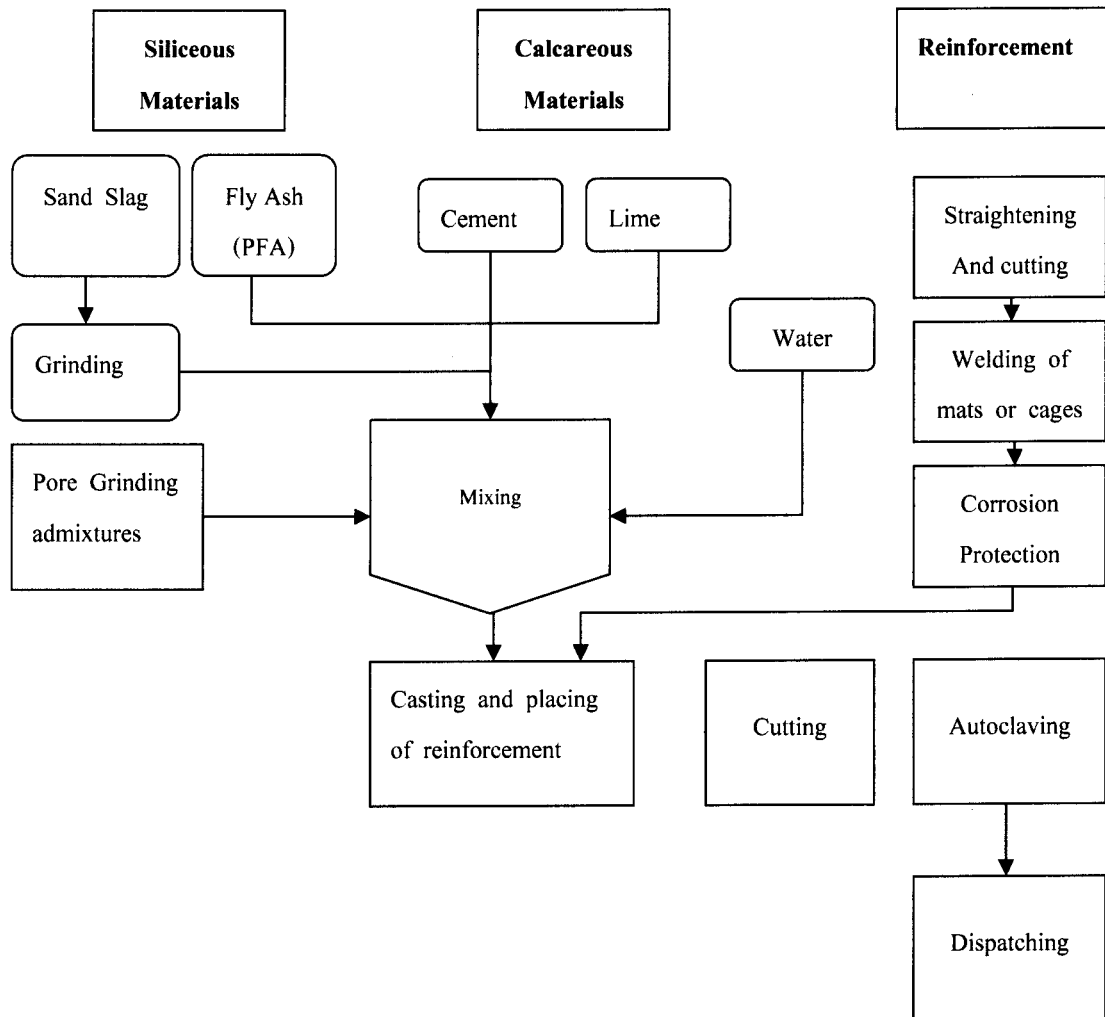 Siliceous
Materials
Calcareous
Materials
Reinforcement
Sand Slag
Fly Ash
(PFA)
Cement
Lime
Straightening
And cutting
Grinding
Water
Welding of
mats or cages
Pore Grinding
admixtures
Mixing
Corrosion
Protection
Casting and placing
of reinforcement
Cutting
Autoclaving
Dispatching